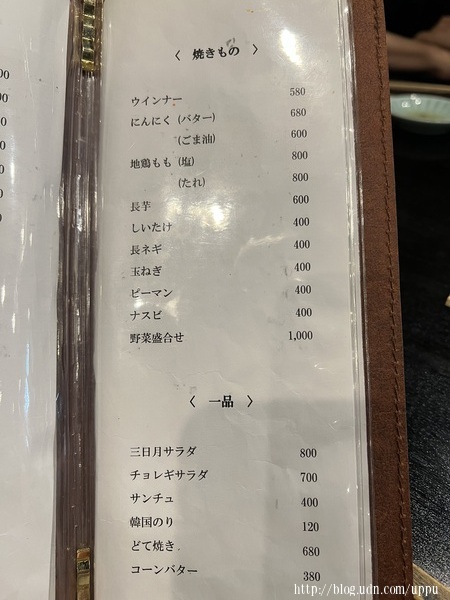 〈 焼きもの 〉
ウインナー 580
にんにく (バター) 680
(ごま油) 600
地鶏もも (塩) 800
(たれ) 800
長芋 600
しいたけ 400
長ネギ 400
玉ねぎ 400
ピーマン 400
ナスビ 400
野菜盛合せ 1,000
〈 一品 〉
三日月サラダ 800
チョレギサラダ 700
サンチュ 400
韓国のり 120
どて焼き 680
コーンバター 380
http://blog.udn.com/uppu